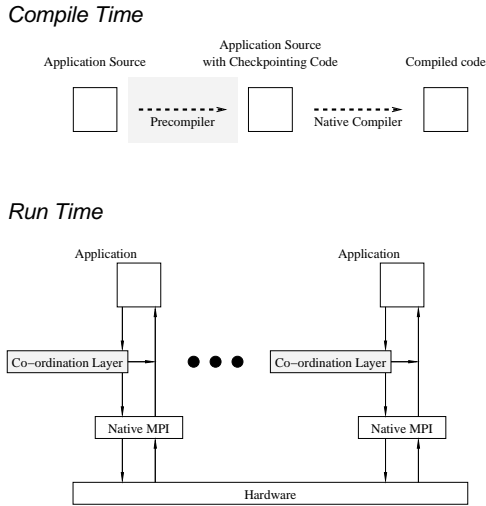 Compile Time
Application Source
Application Source
with Checkpointing Code
Compiled code
Precompiler
Native Compiler
Run Time
Application
Application
Co-ordination Layer
Co-ordination Layer
Native MPI
Native MPI
Hardware